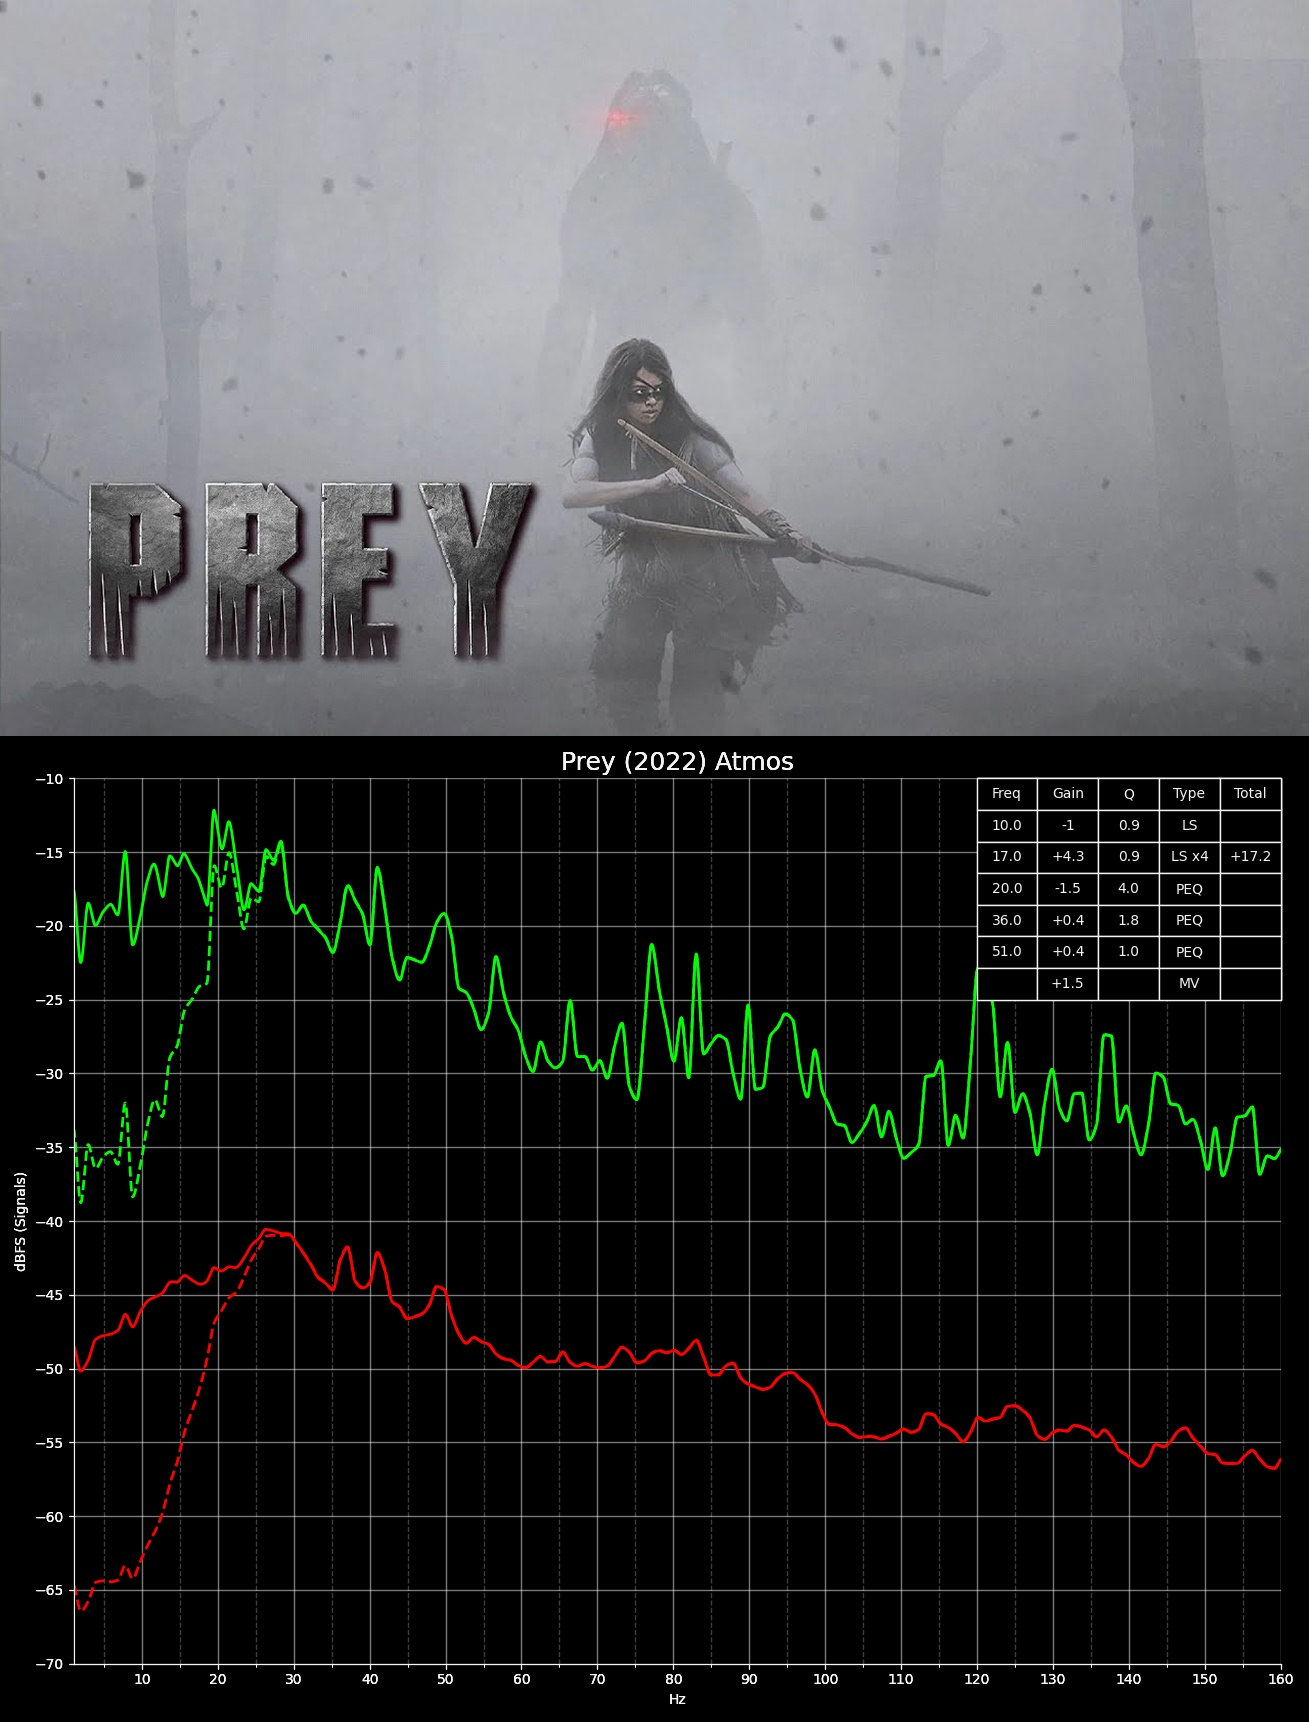 PREY
Prey (2022) Atmos
Freq Gain Q Type Total
10.0 -1 0.9 LS
17.0 +4.3 0.9 LS x4 +17.2
20.0 -1.5 4.0 PEQ
36.0 +0.4 1.8 PEQ
51.0 +0.4 1.0 PEQ
+1.5 MV
−10
−15
−20
−25
−30
−35
−40
−45
−50
−55
−60
−65
−70
dBFS (Signals)
10 20 30 40 50 60 70 80 90 100 110 120 130 140 150 160
Hz